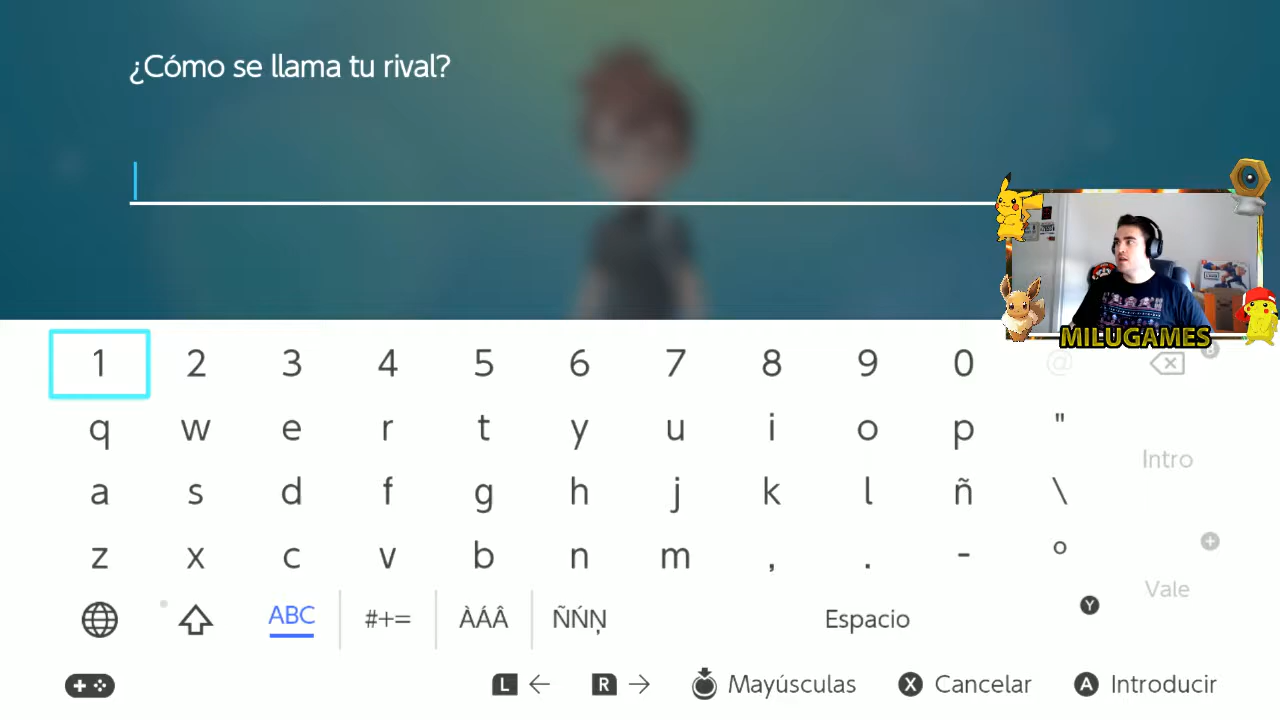 ¿Cómo se llama tu rival?
MILUGAMES
1 2 3 4 5 6 7 8 9 0 @
q w e r t y u i o p "
Intro
a s d f g h j k l ñ \
z x c v b n m , . - º
Vale
ABC #+= ÀÁÂ ÑŃŅ Espacio Y
L ← R → Mayúsculas X Cancelar A Introducir